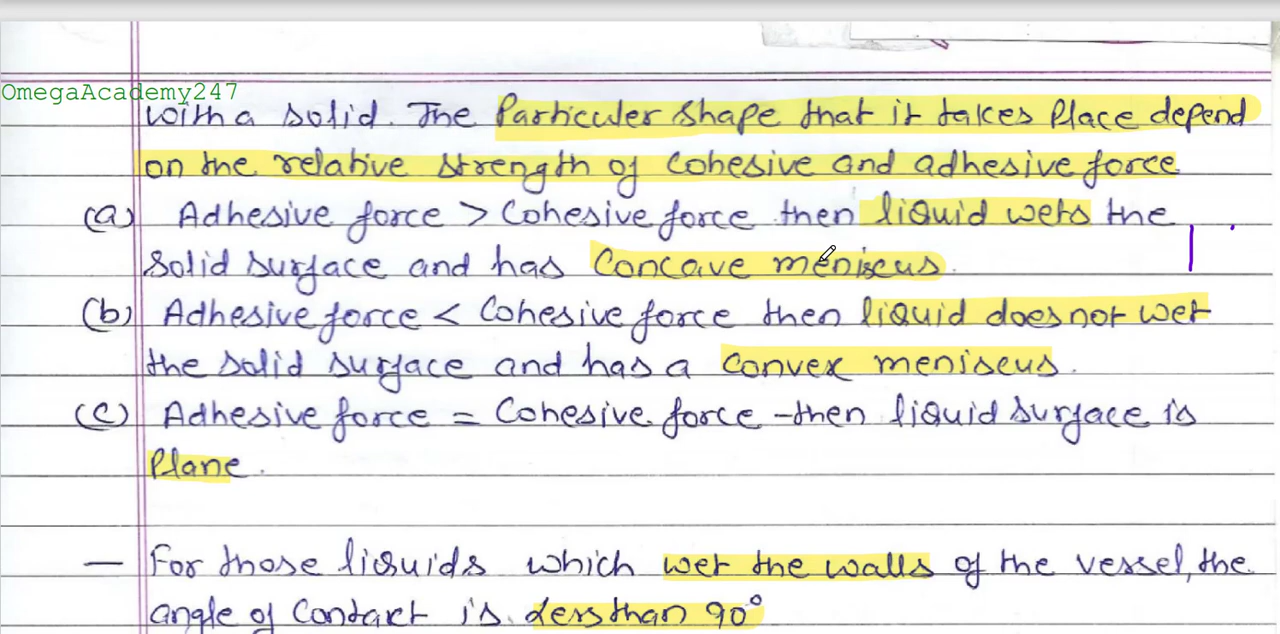 OmegaAcademy247
with a solid. The Particuler shape that it takes Place depend
on the relative strength of Cohesive and adhesive force
(a) Adhesive force > Cohesive force then liquid wets the
solid surface and has Concave meniscus.
(b) Adhesive force < Cohesive force then liquid does not wet
the solid surface and has a Convex meniscus.
(c) Adhesive force = Cohesive force then liquid surface is
Plane.
— For those liquids which wet the walls of the vessel, the
angle of Contact is less than 90°